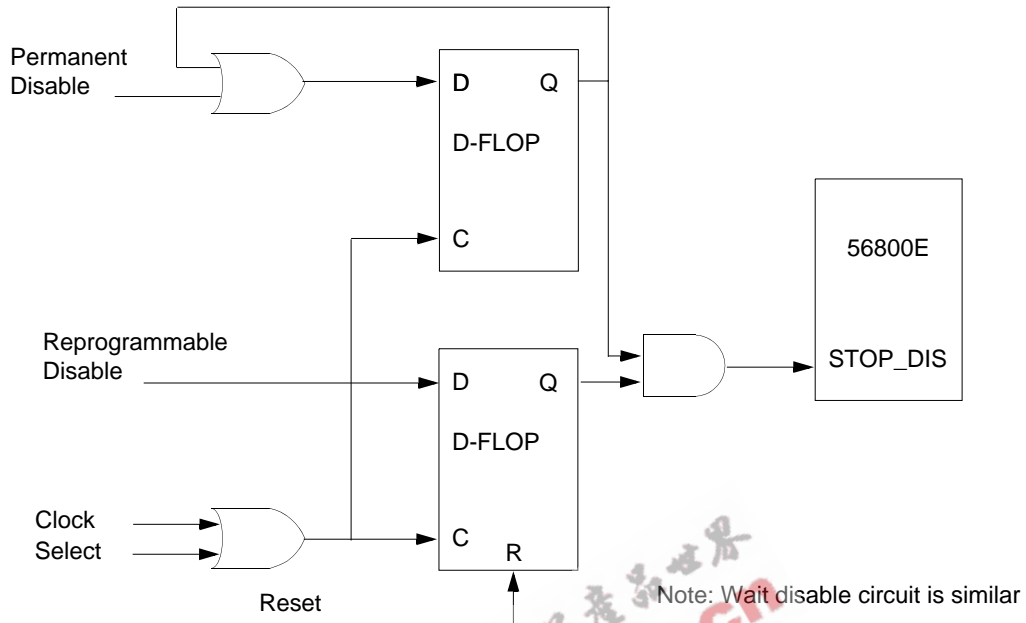 Permanent
Disable
D Q
D-FLOP
C
56800E
STOP_DIS
Reprogrammable
Disable
D Q
D-FLOP
C
R
Clock
Select
Reset
Note: Wait disable circuit is similar